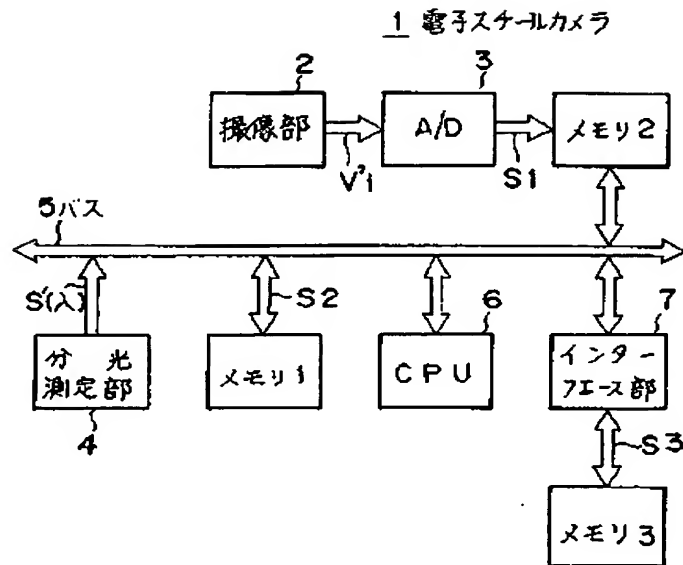 1 電子スチールカメラ
2
3
撮像部
A/D
メモリ2
V'i
S1
5バス
S'(λ)
S2
6
7
分光
測定部
メモリ1
CPU
インター
フエース部
4
S3
メモリ3